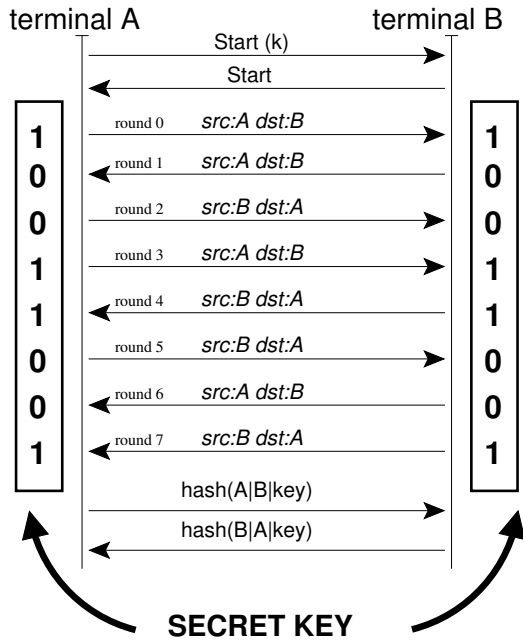 terminal A terminal B
Start (k)
Start
1 round 0 src:A dst:B 1
0 round 1 src:A dst:B 0
0 round 2 src:B dst:A 0
1 round 3 src:A dst:B 1
1 round 4 src:B dst:A 1
0 round 5 src:B dst:A 0
0 round 6 src:A dst:B 0
1 round 7 src:B dst:A 1
hash(A|B|key)
hash(B|A|key)
SECRET KEY